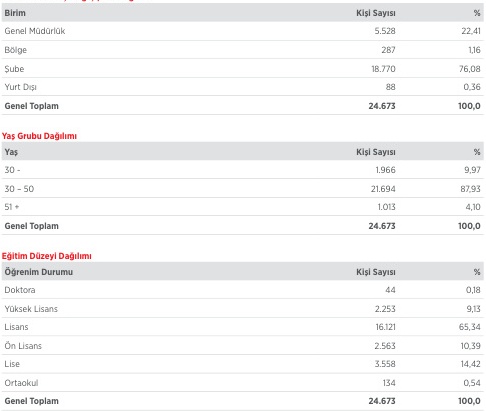 Birim Kişi Sayısı %
Genel Müdürlük 5.528 22,41
Bölge 287 1,16
Şube 18.770 76,08
Yurt Dışı 88 0,36
Genel Toplam 24.673 100,0
Yaş Grubu Dağılımı
Yaş Kişi Sayısı %
30 - 1.966 9,97
30 – 50 21.694 87,93
51 + 1.013 4,10
Genel Toplam 24.673 100,0
Eğitim Düzeyi Dağılımı
Öğrenim Durumu Kişi Sayısı %
Doktora 44 0,18
Yüksek Lisans 2.253 9,13
Lisans 16.121 65,34
Ön Lisans 2.563 10,39
Lise 3.558 14,42
Ortaokul 134 0,54
Genel Toplam 24.673 100,0